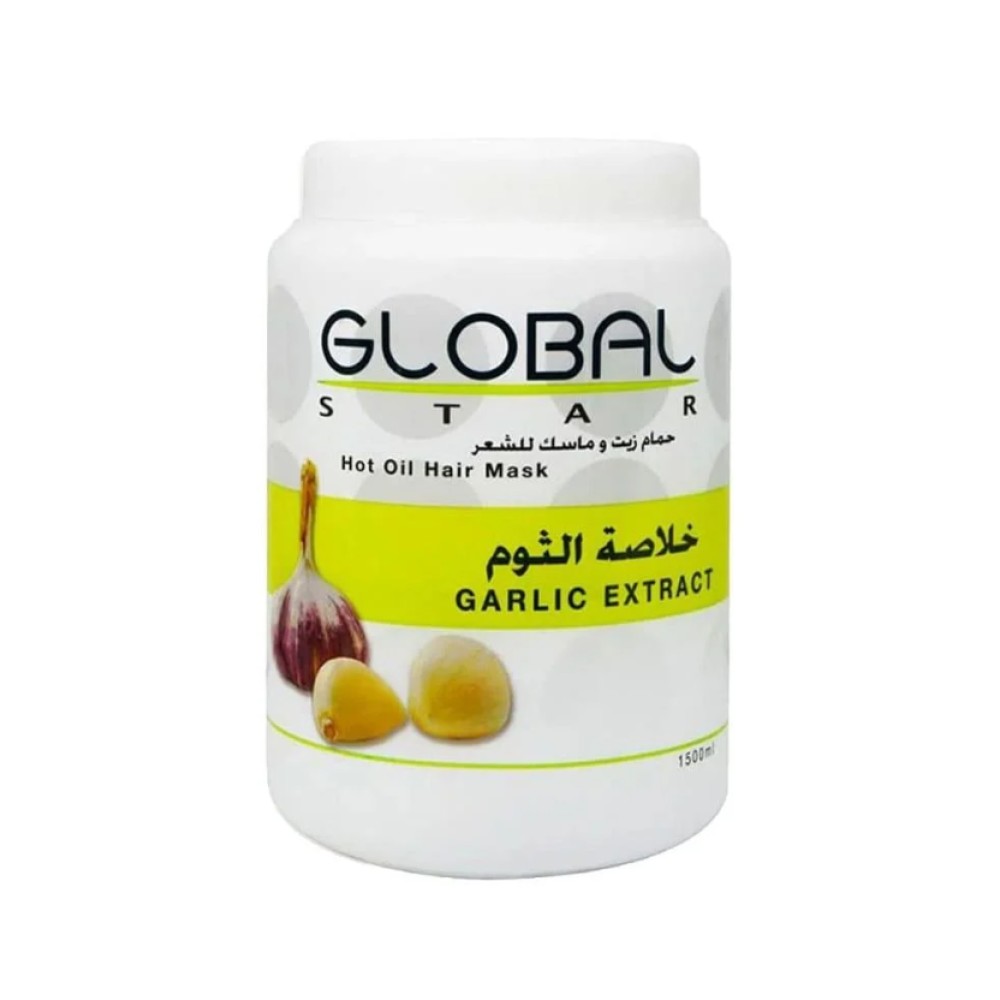 GLOBAL
STAR
حمام زيت و ماسك للشعر
Hot Oil Hair Mask
خلاصة الثوم
GARLIC EXTRACT
1500ml